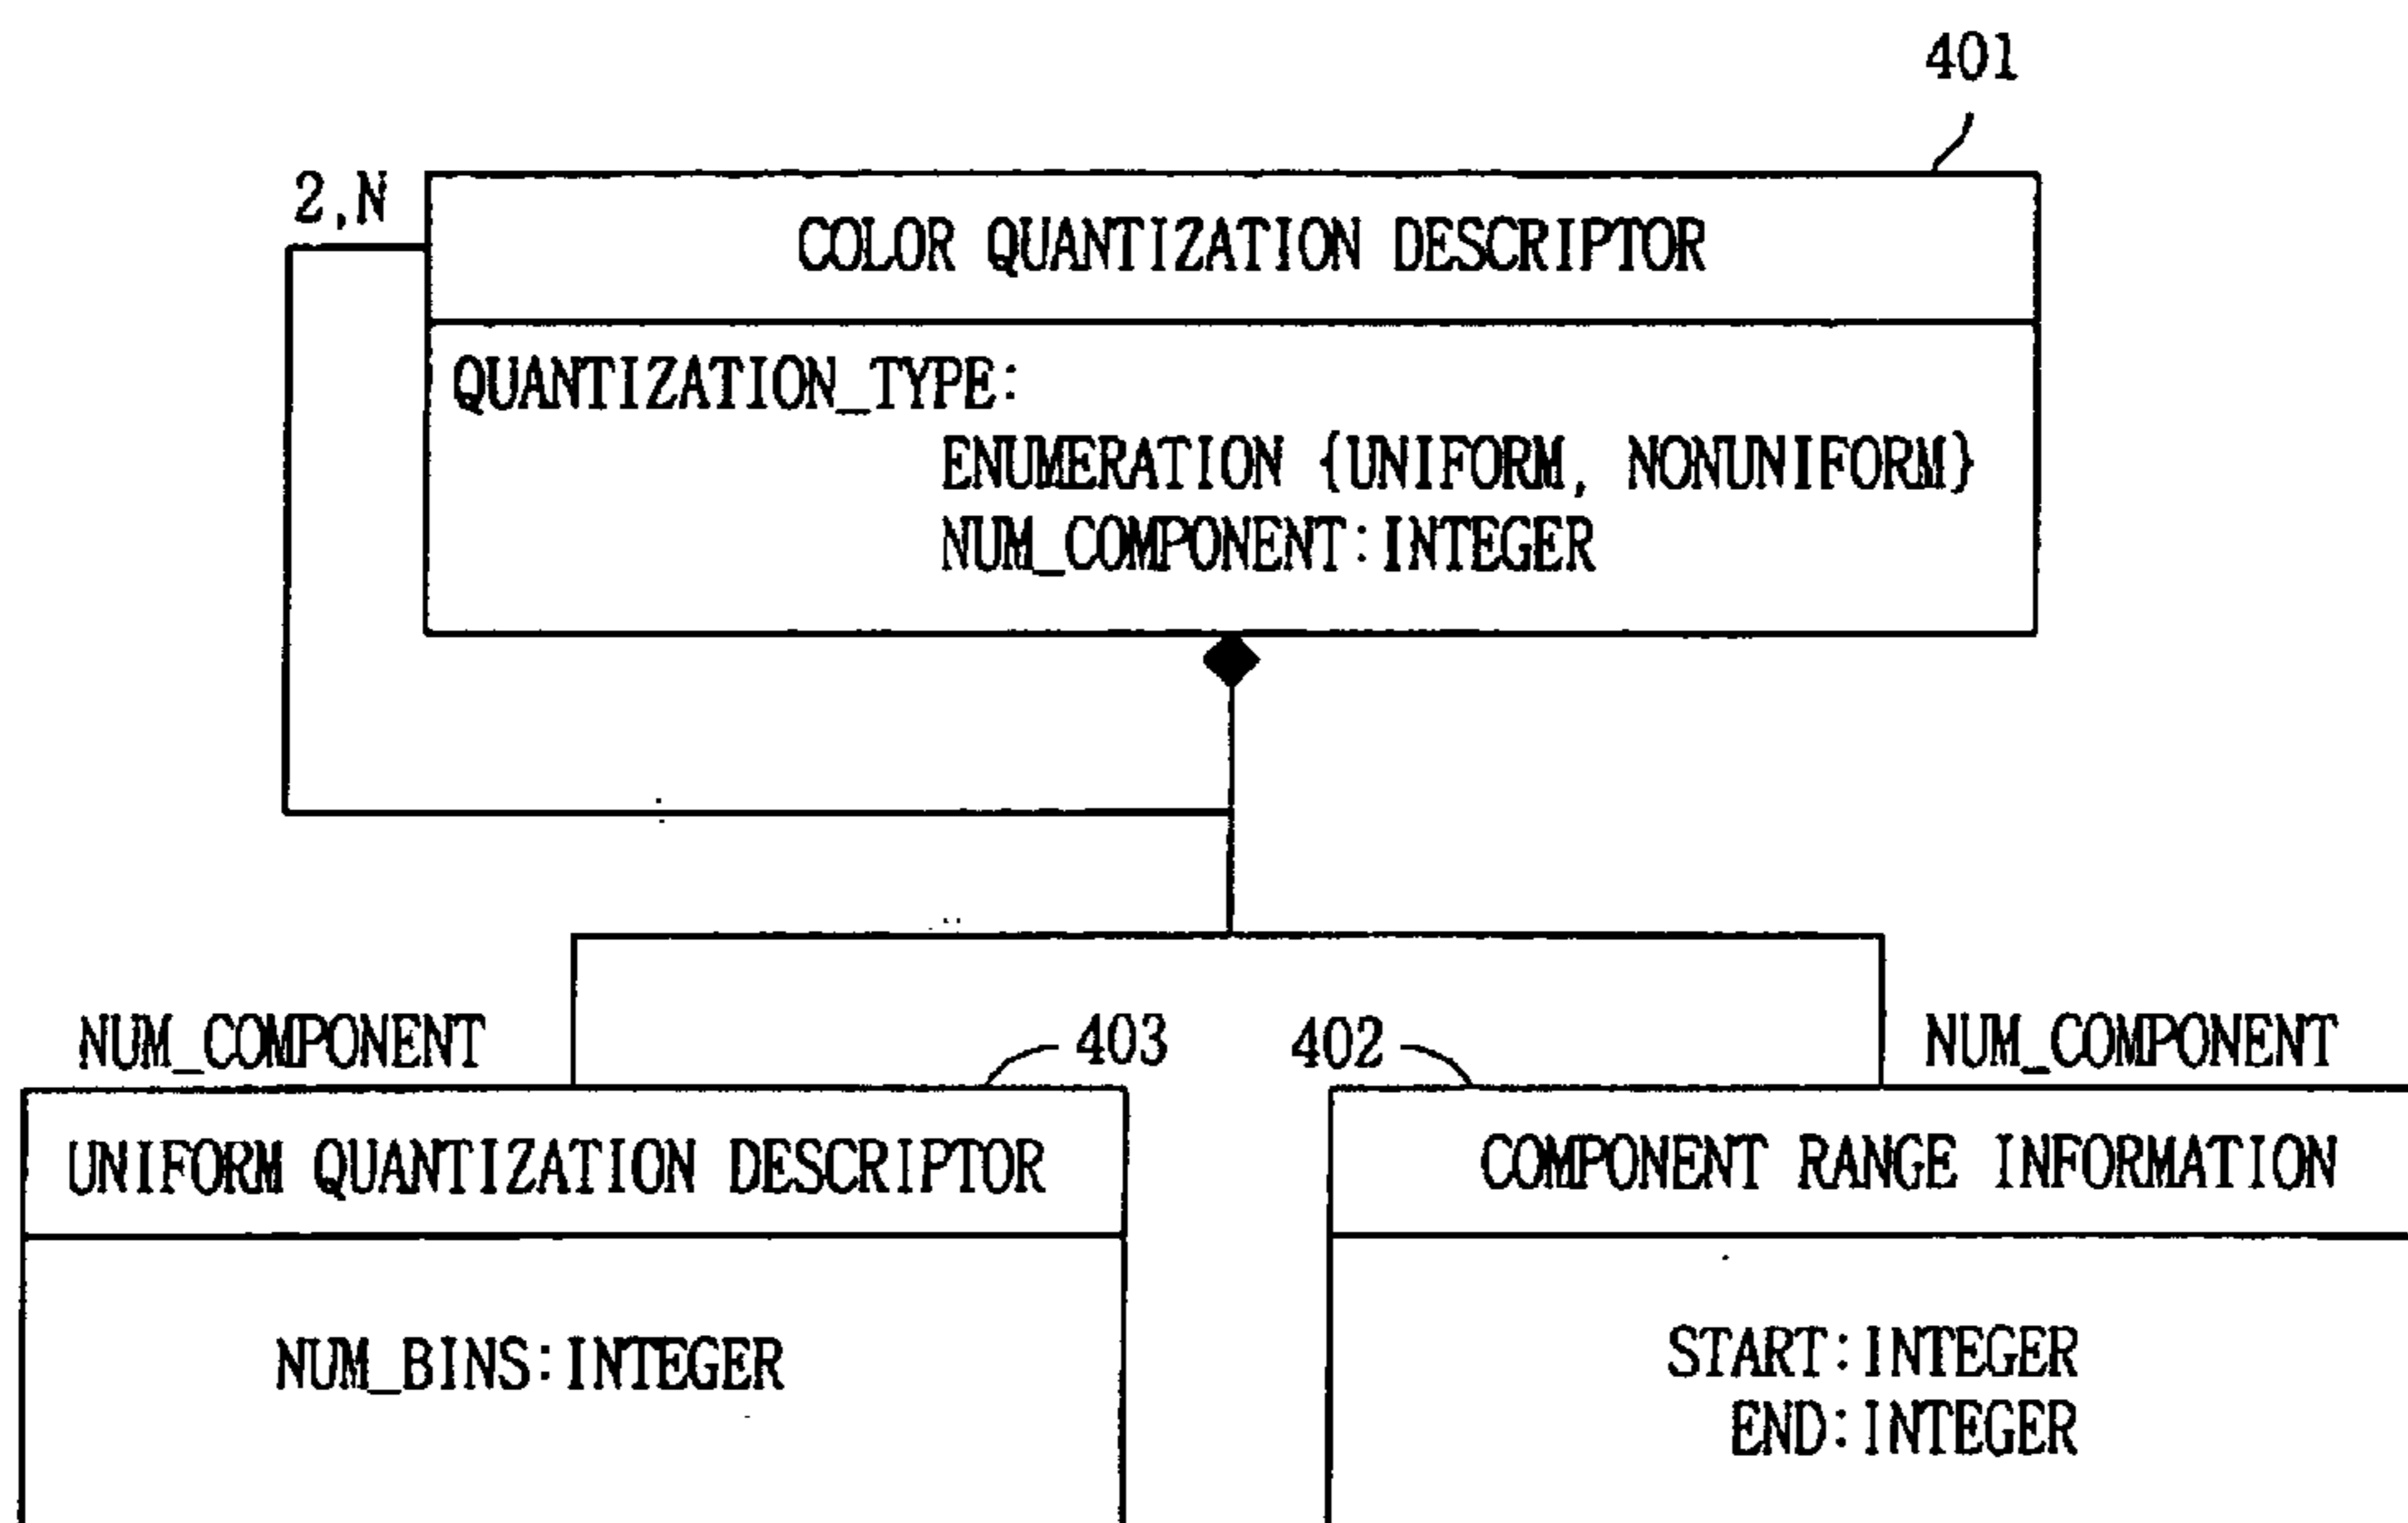 401
2,N
COLOR QUANTIZATION DESCRIPTOR
QUANTIZATION_TYPE:
ENUMERATION {UNIFORM, NONUNIFORM}
NUM_COMPONENT:INTEGER
NUM_COMPONENT
403
402
NUM_COMPONENT
UNIFORM QUANTIZATION DESCRIPTOR
COMPONENT RANGE INFORMATION
NUM_BINS:INTEGER
START:INTEGER
END:INTEGER